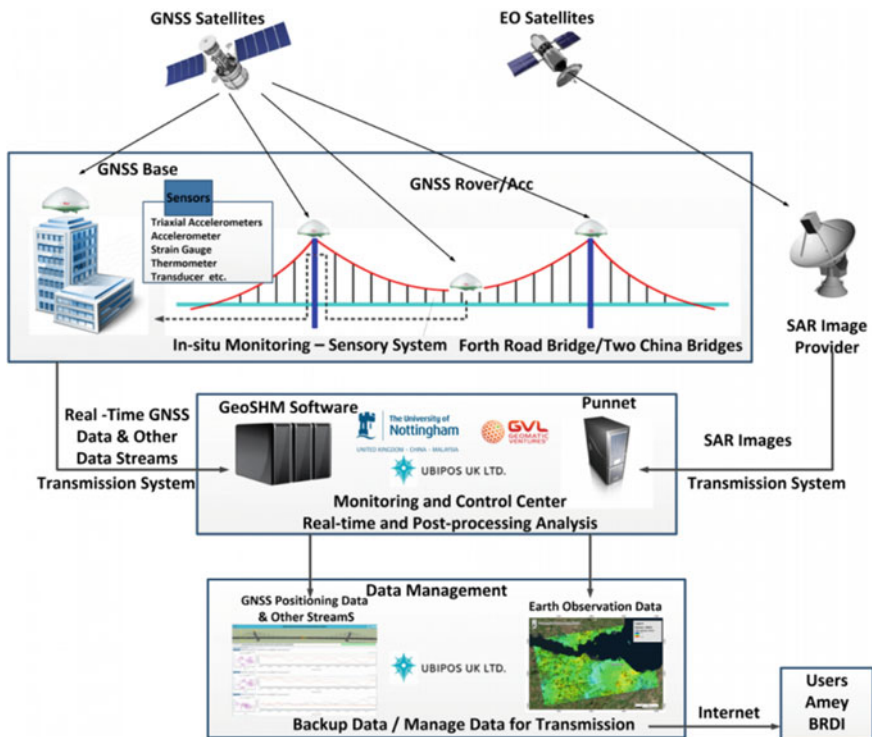 GNSS Satellites
EO Satellites
GNSS Base
GNSS Rover/Acc
Sensors
Triaxial Accelerometers
Accelerometer
Strain Gauge
Thermometer
Transducer etc.
In-situ Monitoring – Sensory System
Forth Road Bridge/Two China Bridges
SAR Image
Provider
Real -Time GNSS
Data & Other
Data Streams
Transmission System
GeoSHM Software
The University of
Nottingham
UNITED KINGDOM · CHINA · MALAYSIA
GVL
GEOMATIC
VENTURES
Punnet
UBIPOS UK LTD.
SAR Images
Transmission System
Monitoring and Control Center
Real-time and Post-processing Analysis
Data Management
GNSS Positioning Data
& Other StreamS
Earth Observation Data
UBIPOS UK LTD.
Backup Data / Manage Data for Transmission
Internet
Users
Amey
BRDI